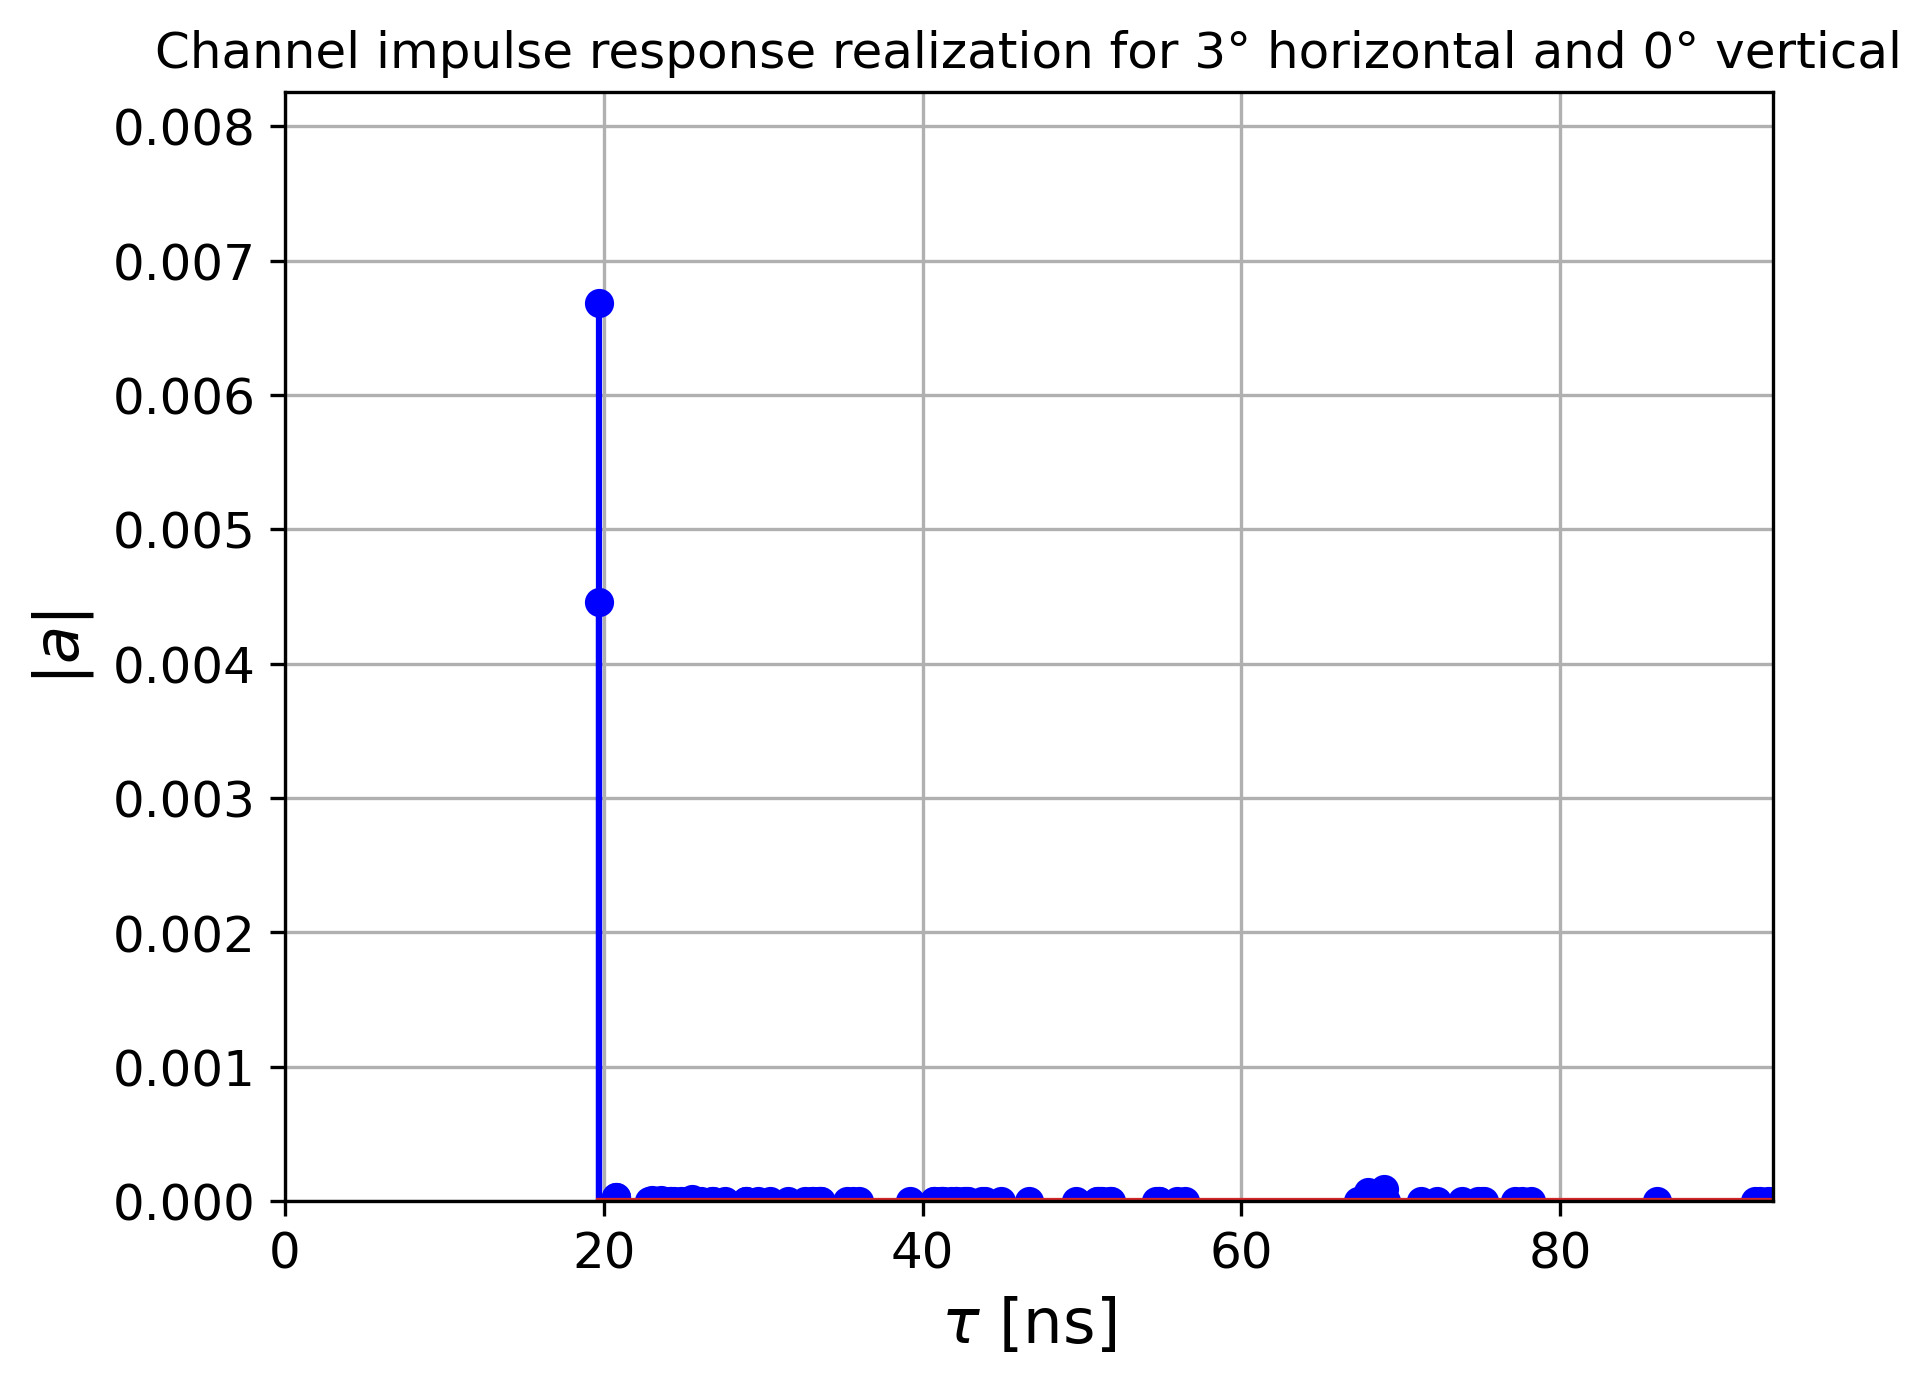 Channel impulse response realization for 3° horizontal and 0° vertical
0.008
0.007
0.006
0.005
0.004
0.003
0.002
0.001
0.000
|a|
0 20 40 60 80
τ [ns]